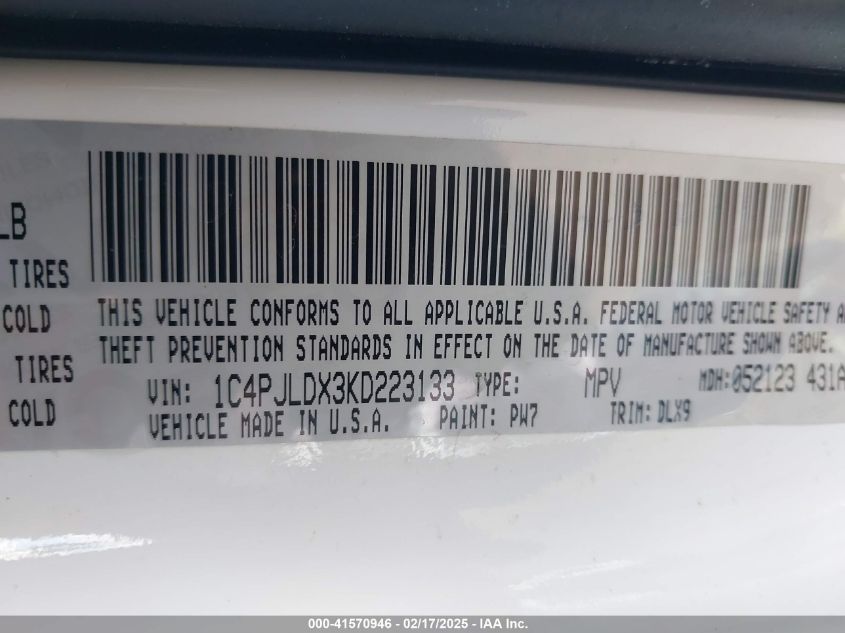 LB
TIRES
COLD
TIRES
COLD
THIS VEHICLE CONFORMS TO ALL APPLICABLE U.S.A. FEDERAL MOTOR VEHICLE SAFETY A
THEFT PREVENTION STANDARDS IN EFFECT ON THE DATE OF MANUFACTURE SHOWN ABOVE.
VIN: 1C4PJLDX3KD223133 TYPE: MPV MDH:052123 431A
VEHICLE MADE IN U.S.A. PAINT: PW7 TRIM: DLX9
000-41570946 - 02/17/2025 - IAA Inc.